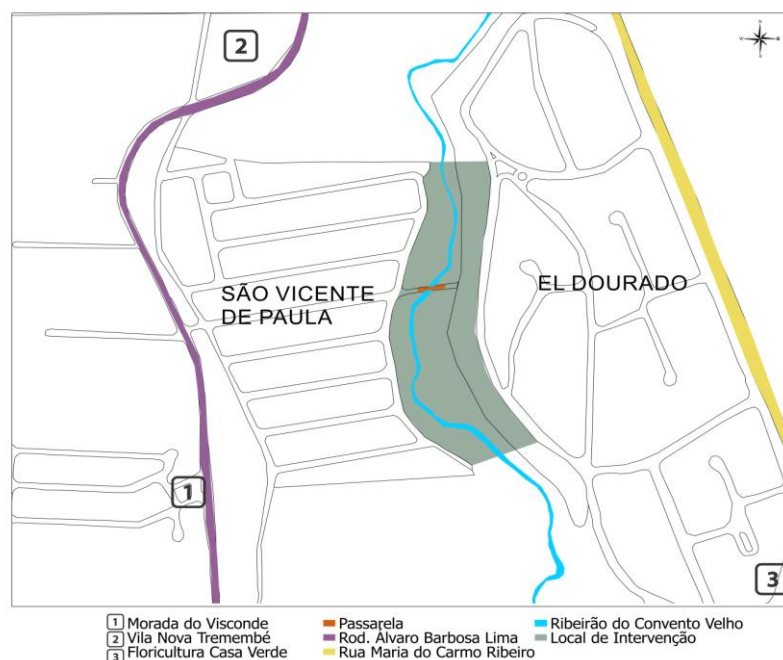 2
SÃO VICENTE
DE PAULA
EL DOURADO
1
3
1 Morada do Visconde
2 Vila Nova Tremembé
3 Floricultura Casa Verde
Passarela
Rod. Álvaro Barbosa Lima
Rua Maria do Carmo Ribeiro
Ribeirão do Convento Velho
Local de Intervenção